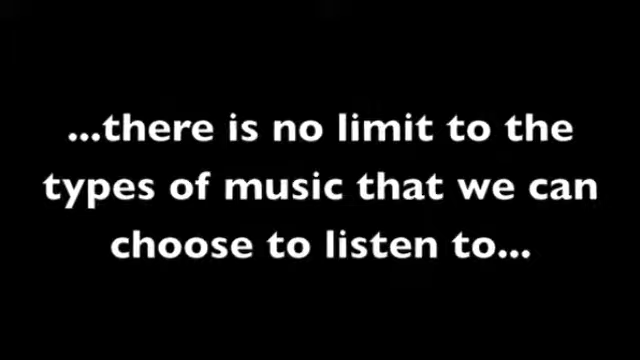 ...there is no limit to the
types of music that we can
choose to listen to...